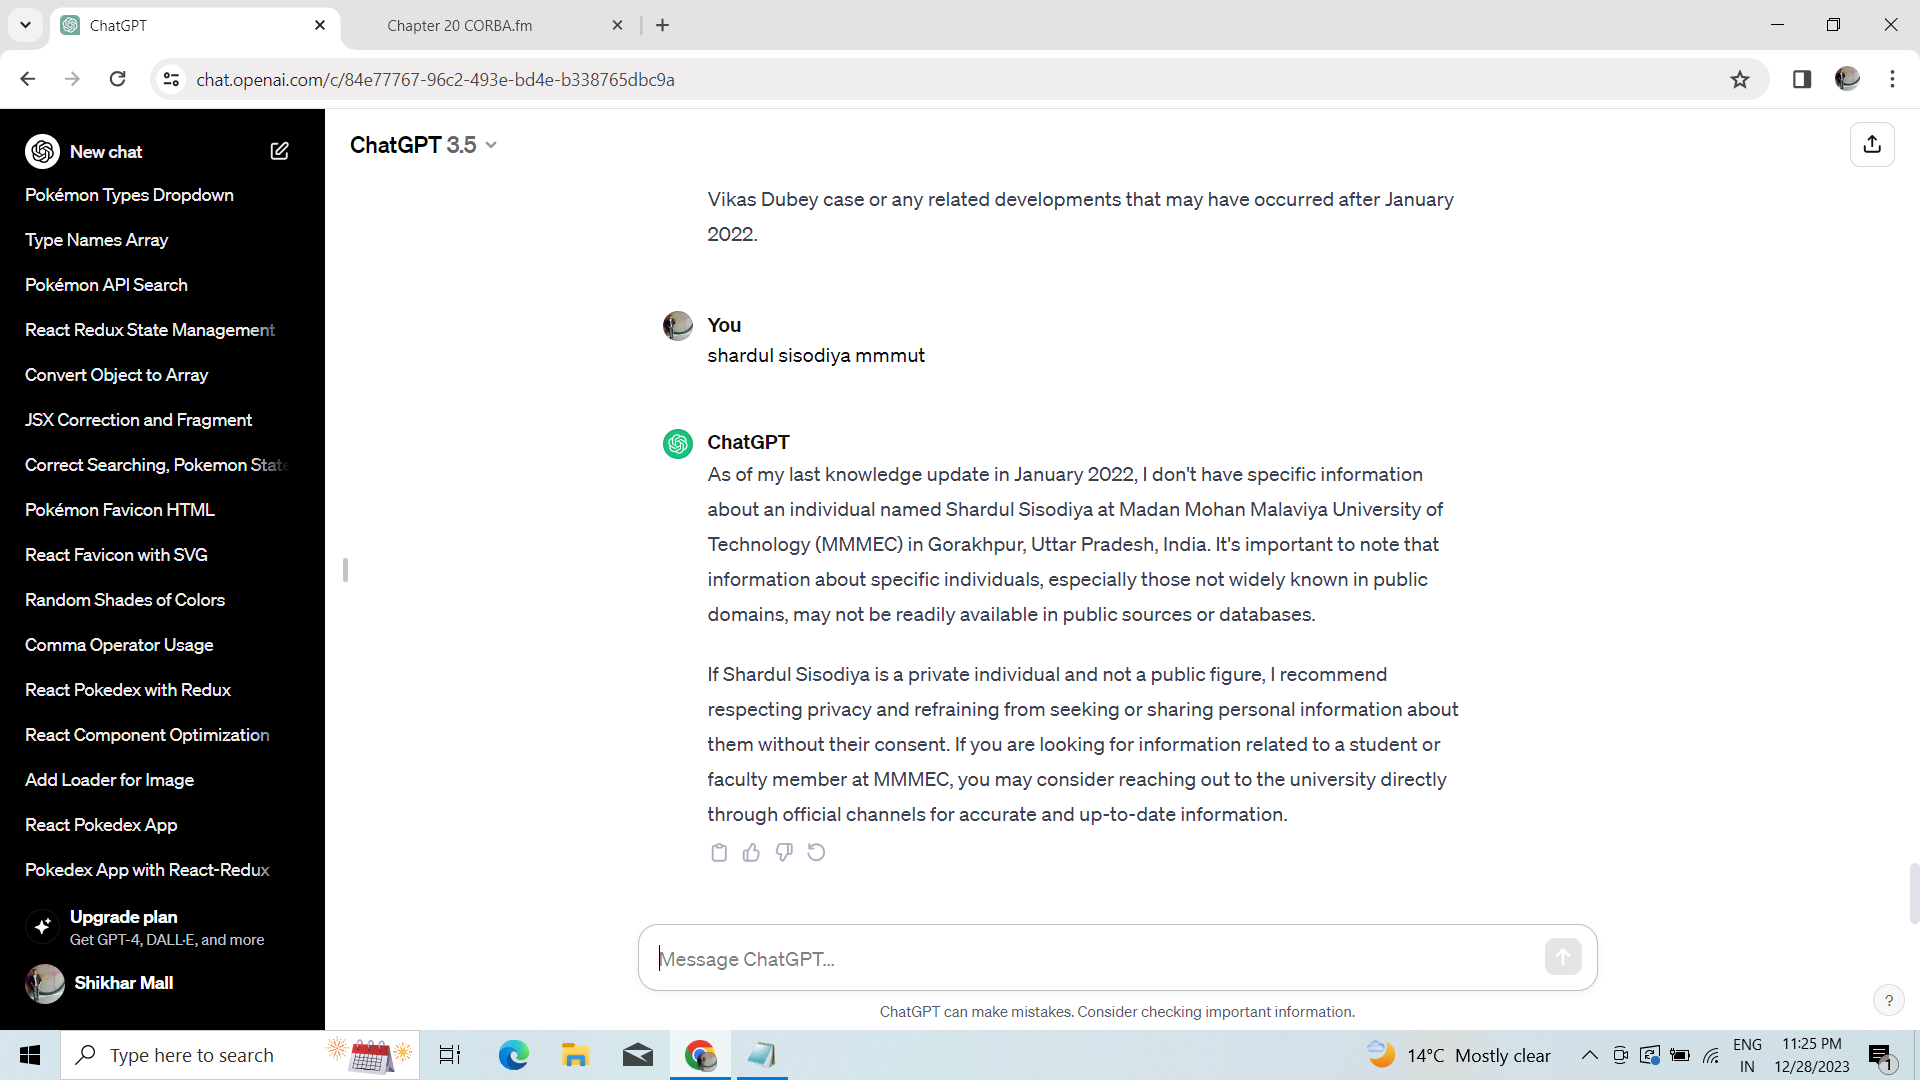 ChatGPT
Chapter 20 CORBA.fm
chat.openai.com/c/84e77767-96c2-493e-bd4e-b338765dbc9a
New chat
Pokémon Types Dropdown
Type Names Array
Pokémon API Search
React Redux State Management
Convert Object to Array
JSX Correction and Fragment
Correct Searching, Pokemon State
Pokémon Favicon HTML
React Favicon with SVG
Random Shades of Colors
Comma Operator Usage
React Pokedex with Redux
React Component Optimization
Add Loader for Image
React Pokedex App
Pokedex App with React-Redux
Upgrade plan
Get GPT-4, DALL·E, and more
Shikhar Mall
ChatGPT 3.5
Vikas Dubey case or any related developments that may have occurred after January
2022.
You
shardul sisodiya mmmut
ChatGPT
As of my last knowledge update in January 2022, I don't have specific information
about an individual named Shardul Sisodiya at Madan Mohan Malaviya University of
Technology (MMMEC) in Gorakhpur, Uttar Pradesh, India. It's important to note that
information about specific individuals, especially those not widely known in public
domains, may not be readily available in public sources or databases.
If Shardul Sisodiya is a private individual and not a public figure, I recommend
respecting privacy and refraining from seeking or sharing personal information about
them without their consent. If you are looking for information related to a student or
faculty member at MMMEC, you may consider reaching out to the university directly
through official channels for accurate and up-to-date information.
Message ChatGPT...
ChatGPT can make mistakes. Consider checking important information.
?
Type here to search
14°C Mostly clear
ENG
IN
11:25 PM
12/28/2023
1